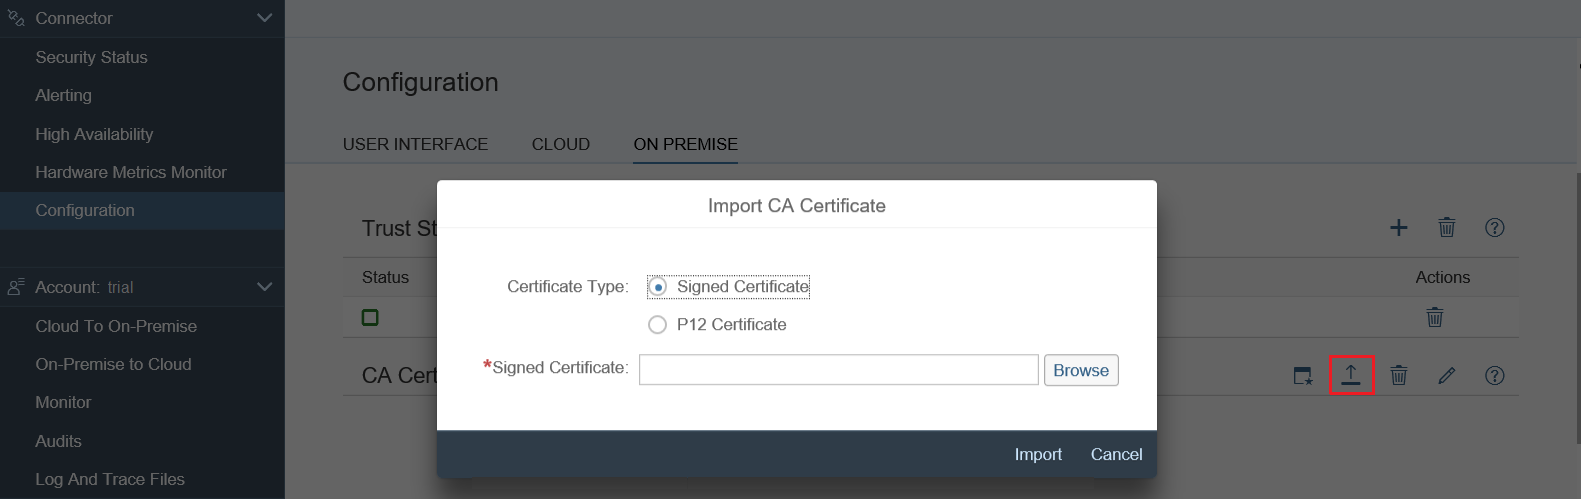 Connector
Security Status
Alerting
High Availability
Hardware Metrics Monitor
Configuration
Account: trial
Cloud To On-Premise
On-Premise to Cloud
Monitor
Audits
Log And Trace Files
Configuration
USER INTERFACE CLOUD ON PREMISE
Trust St
Status Actions
CA Cert
Import CA Certificate
Certificate Type: Signed Certificate
P12 Certificate
*Signed Certificate: Browse
Import Cancel